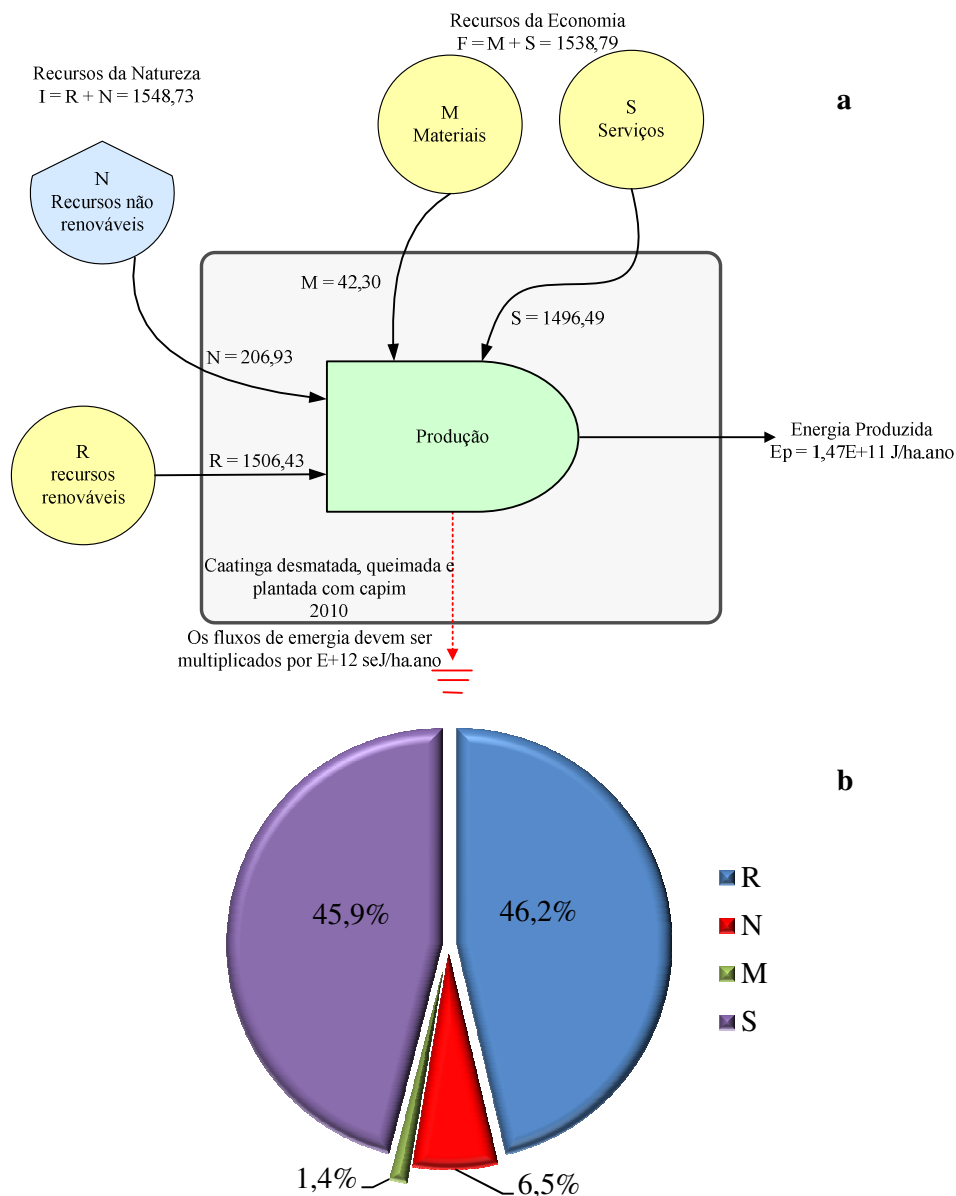 Recursos da Economia
F = M + S = 1538,79
Recursos da Natureza
I = R + N = 1548,73
a
M
Materiais
S
Serviços
N
Recursos não
renováveis
M = 42,30
S = 1496,49
N = 206,93
R
recursos
renováveis
R = 1506,43
Produção
Energia Produzida
Ep = 1,47E+11 J/ha.ano
Caatinga desmatada, queimada e
plantada com capim
2010
Os fluxos de emergia devem ser
multiplicados por E+12 seJ/ha.ano
b
45,9%
46,2%
R
N
M
S
1,4%
6,5%